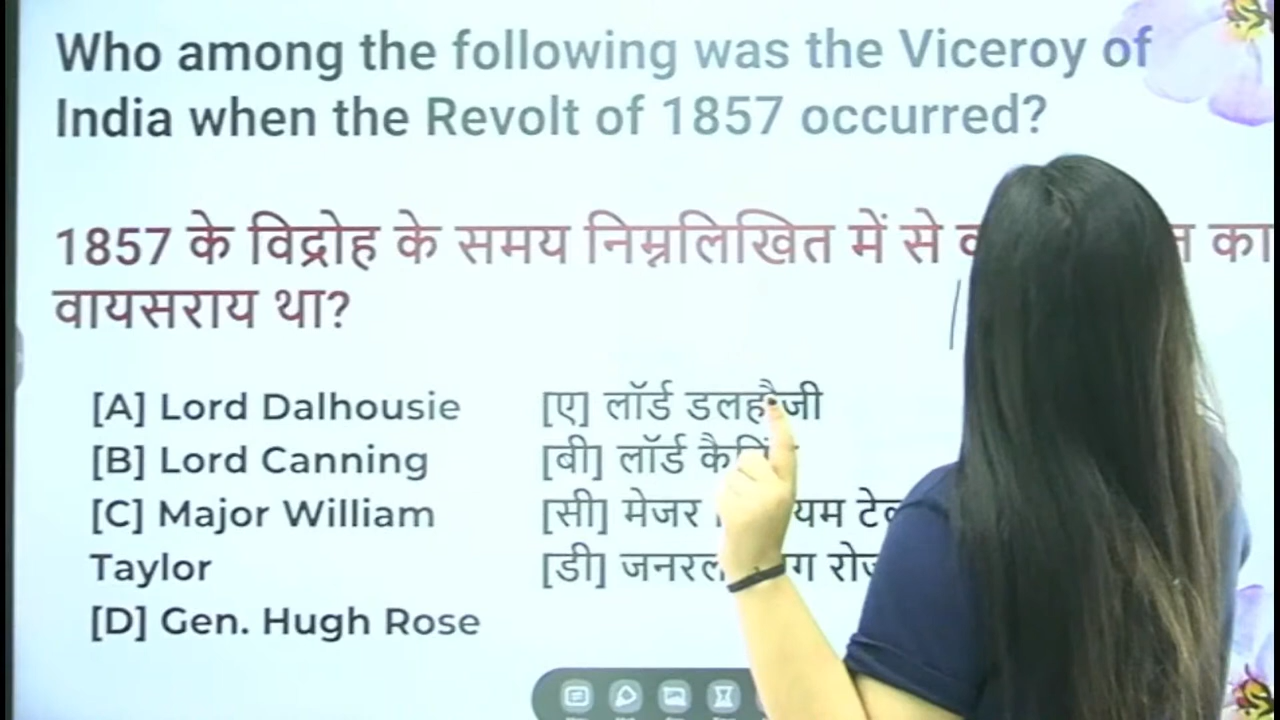 Who among the following was the Viceroy of
India when the Revolt of 1857 occurred?
1857 के विद्रोह के समय निम्नलिखित में से का
वायसराय था?
[A] Lord Dalhousie
[ए] लॉर्ड डलहौजी
[B] Lord Canning
[बी] लॉर्ड
[C] Major William
[सी] मेजर
Taylor
[डी] जनरल
[D] Gen. Hugh Rose